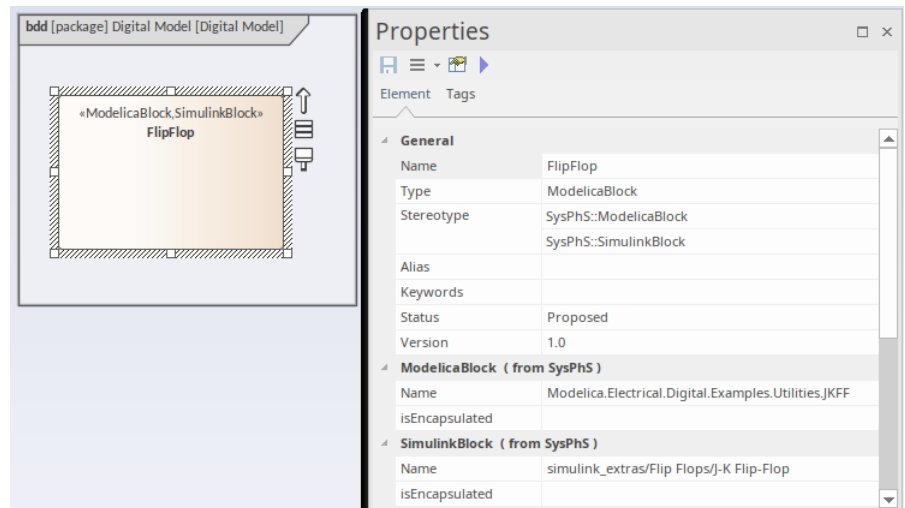 bdd [package] Digital Model [Digital Model]
«ModelicaBlock,SimulinkBlock»
FlipFlop
Properties
Element Tags
General
Name FlipFlop
Type ModelicaBlock
Stereotype SysPhS::ModelicaBlock
SysPhS::SimulinkBlock
Alias
Keywords
Status Proposed
Version 1.0
ModelicaBlock ( from SysPhS )
Name Modelica.Electrical.Digital.Examples.Utilities.JKFF
isEncapsulated
SimulinkBlock ( from SysPhS )
Name simulink_extras/Flip Flops/J-K Flip-Flop
isEncapsulated